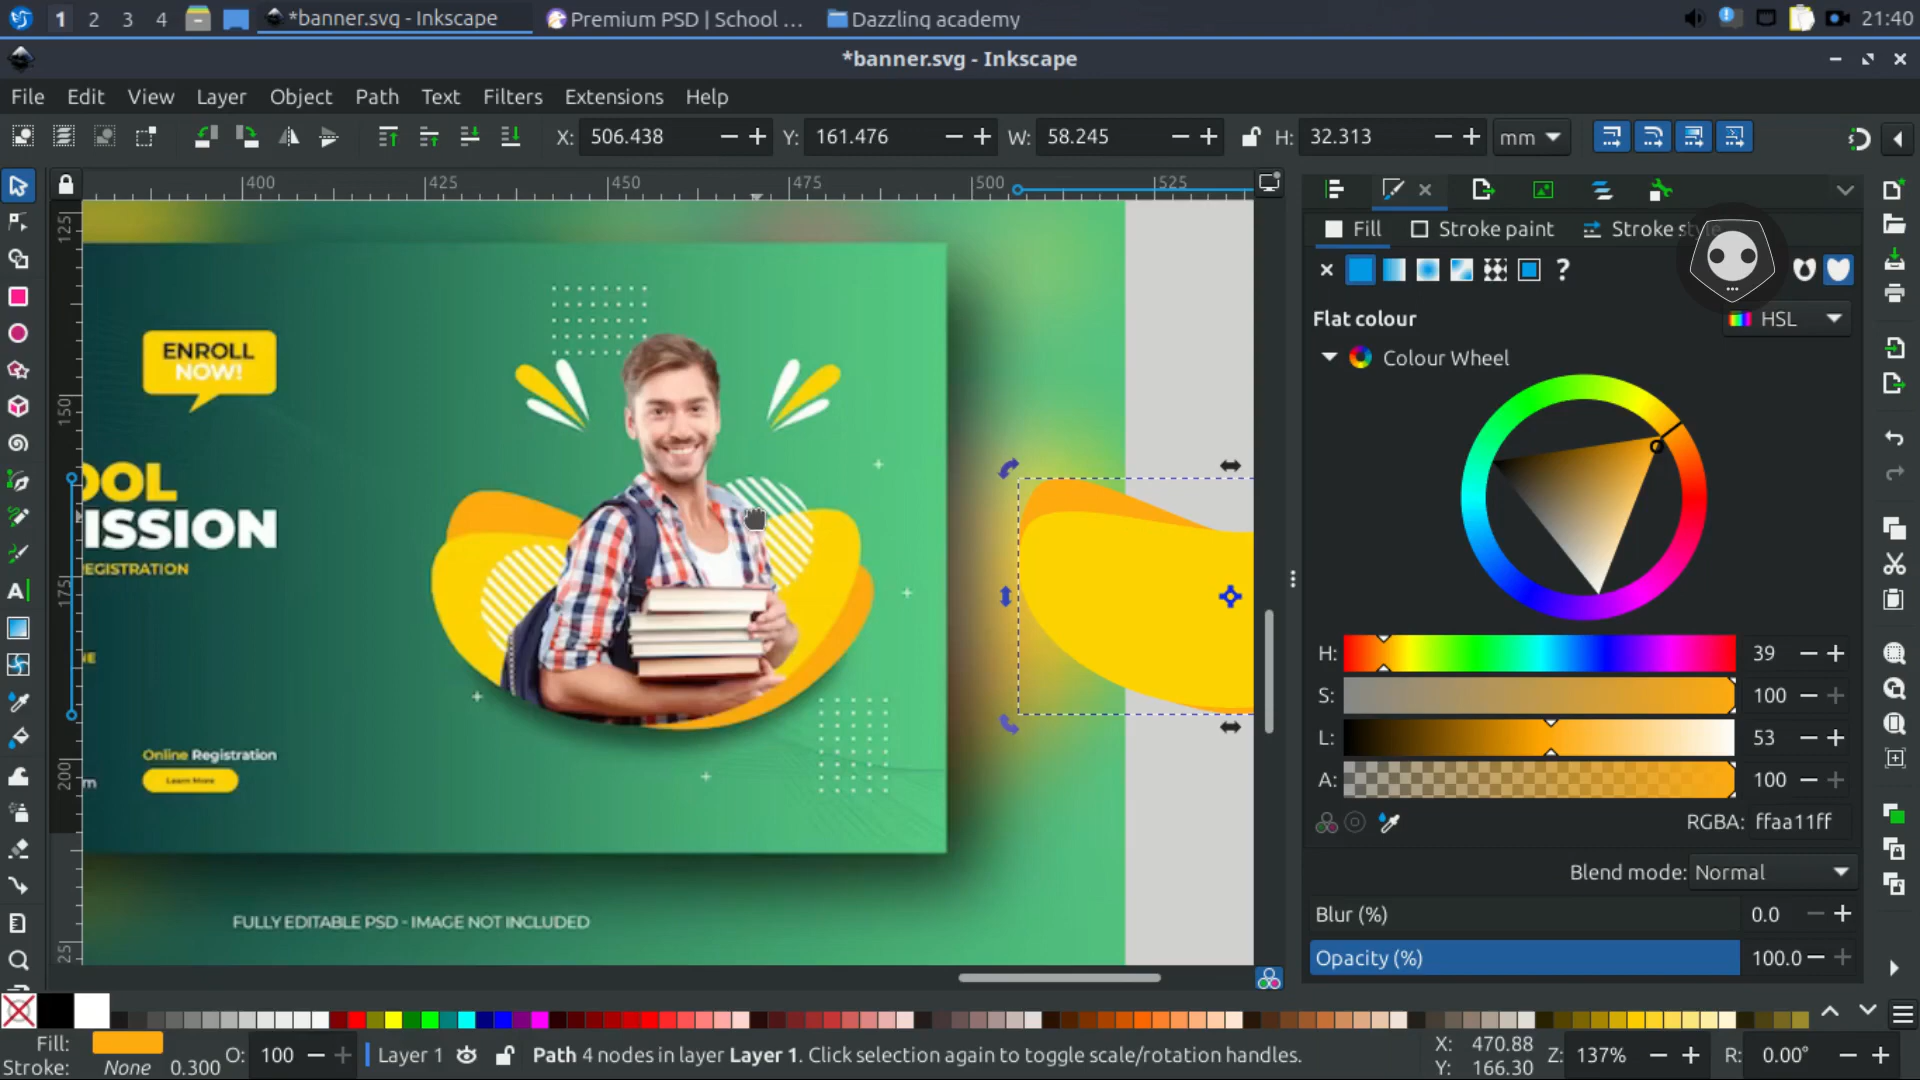 1 2 3 4 *banner.svg - Inkscape Premium PSD | School ... Dazzling academy 21:40
*banner.svg - Inkscape
File Edit View Layer Object Path Text Filters Extensions Help
X: 506.438 Y: 161.476 W: 58.245 H: 32.313 mm
400 425 450 475 500 525
125
150
175
200
Fill Stroke paint Stroke style
?
Flat colour HSL
Colour Wheel
ENROLL
NOW!
OOL
ISSION
REGISTRATION
NE
Online Registration
Learn More
m
FULLY EDITABLE PSD - IMAGE NOT INCLUDED
H: 39
S: 100
L: 53
A: 100
RGBA: ffaa11ff
Blend mode: Normal
Blur (%) 0.0
Opacity (%) 100.0
Fill:
Stroke: None 0.300
O: 100
Layer 1
Path 4 nodes in layer Layer 1. Click selection again to toggle scale/rotation handles.
X: 470.88
Y: 166.30
Z: 137%
R: 0.00°